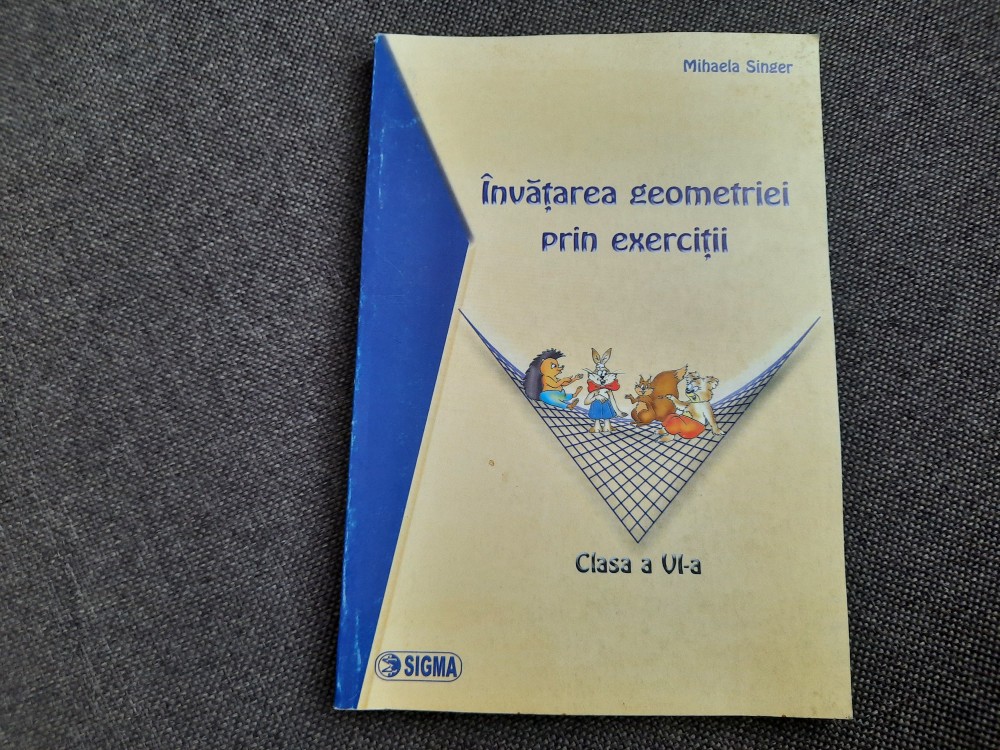 Mihaela Singer
Învățarea geometriei
prin exerciții
Clasa a VI-a
SIGMA